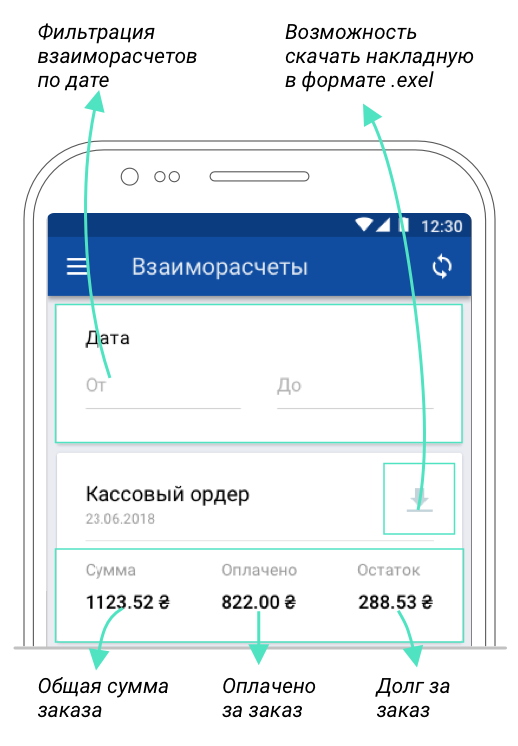 Фильтрация
взаиморасчетов
по дате
Возможность
скачать накладную
в формате .exel
12:30
Взаиморасчеты
Дата
От
До
Кассовый ордер
23.06.2018
Сумма
Оплачено
Остаток
1123.52 ₴
822.00 ₴
288.53 ₴
Общая сумма
заказа
Оплачено
за заказ
Долг за
заказ